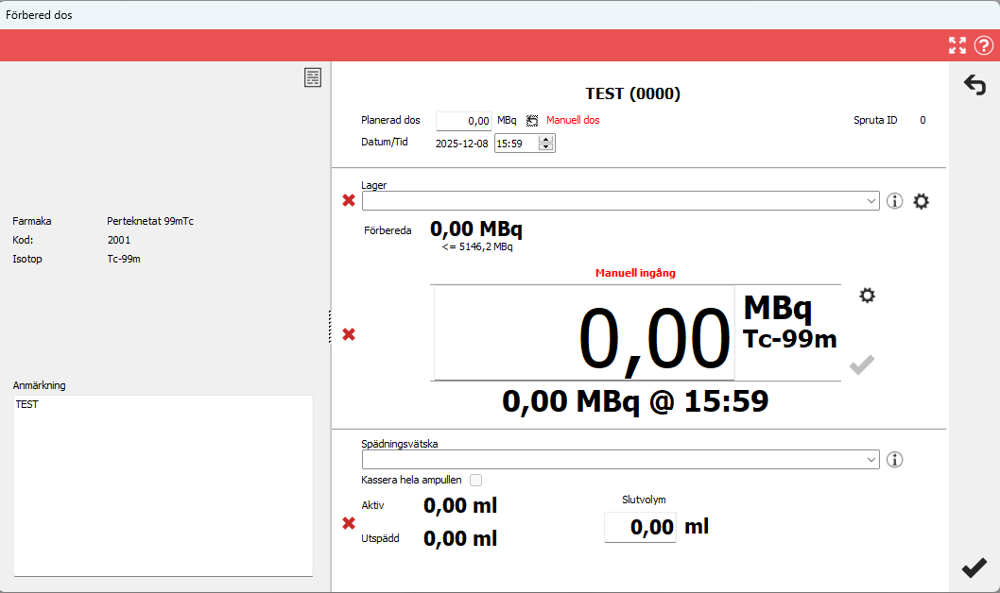 Förbered dos
TEST (0000)
Planerad dos 0,00 MBq Manuell dos Spruta ID 0
Datum/Tid 2025-12-08 15:59
Lager
Förbereda 0,00 MBq
<= 5146,2 MBq
Manuell ingång
0,00 MBq
Tc-99m
0,00 MBq @ 15:59
Spädningsvätska
Kassera hela ampullen
Aktiv 0,00 ml
Slutvolym
0,00 ml
Utspädd 0,00 ml
Farmaka Perteknetat 99mTc
Kod: 2001
Isotop Tc-99m
Anmärkning
TEST